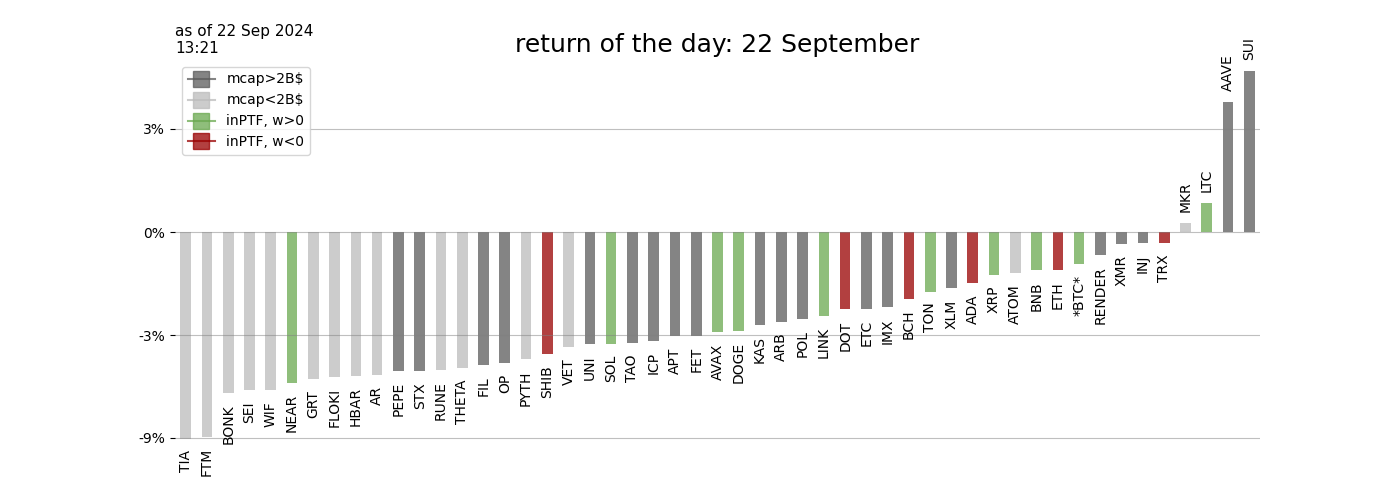 as of 22 Sep 2024
13:21
return of the day: 22 September
mcap>2B$
mcap<2B$
inPTF, w>0
inPTF, w<0
3%
0%
-3%
-9%
TIA
FTM
BONK
SEI
WIF
NEAR
GRT
FLOKI
HBAR
AR
PEPE
STX
RUNE
THETA
FIL
OP
PYTH
SHIB
VET
UNI
SOL
TAO
ICP
APT
FET
AVAX
DOGE
KAS
ARB
POL
LINK
DOT
ETC
IMX
BCH
TON
XLM
ADA
XRP
ATOM
BNB
ETH
*BTC*
RENDER
XMR
INJ
TRX
MKR
LTC
AAVE
SUI